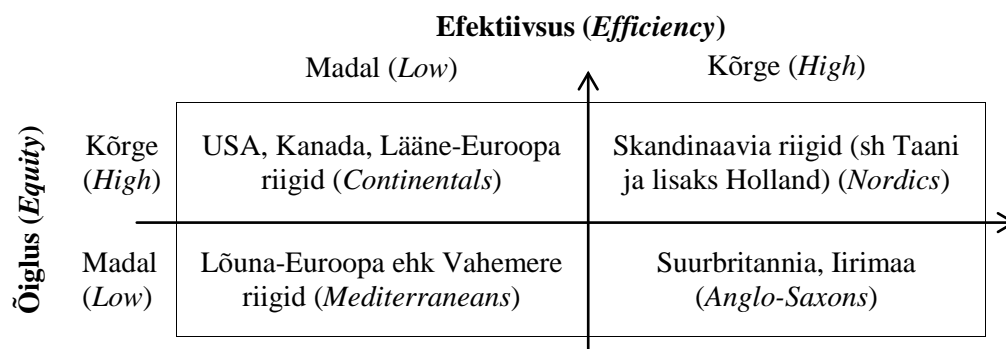 Efektiivsus (Efficiency)
Madal (Low)
Kõrge (High)
Õiglus (Equity)
Kõrge
(High)
USA, Kanada, Lääne-Euroopa
riigid (Continentals)
Skandinaavia riigid (sh Taani
ja lisaks Holland) (Nordics)
Madal
(Low)
Lõuna-Euroopa ehk Vahemere
riigid (Mediterraneans)
Suurbritannia, Iirimaa
(Anglo-Saxons)